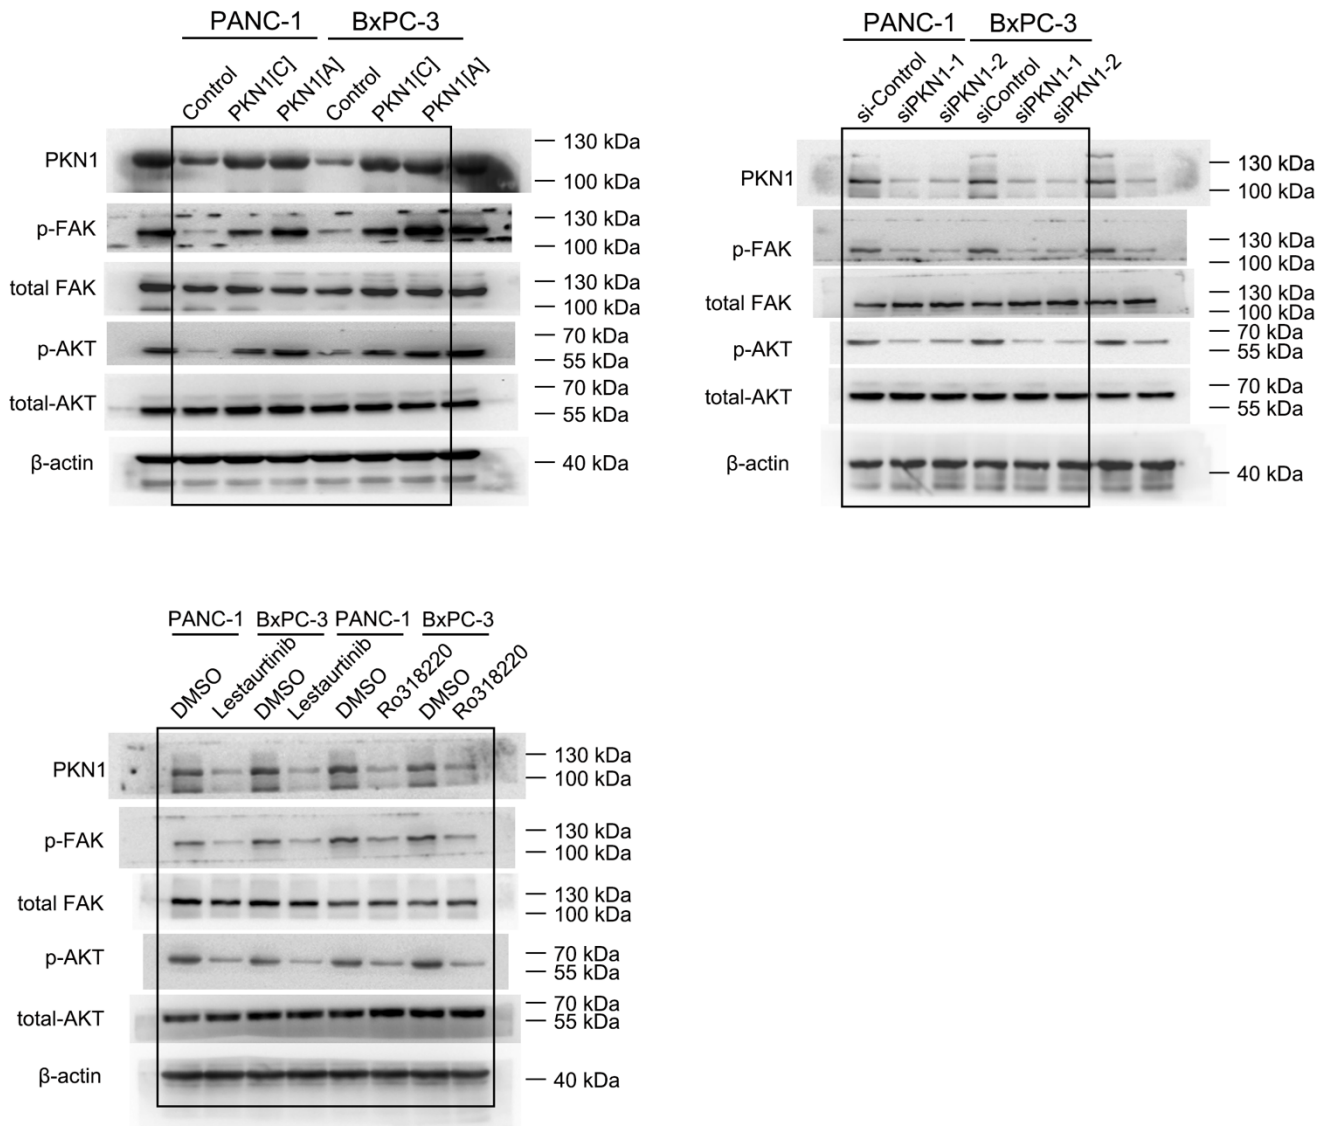 PANC-1 BxPC-3
Control PKN1[C] PKN1[A] Control PKN1[C] PKN1[A]
PKN1
130 kDa
100 kDa
p-FAK
130 kDa
100 kDa
total FAK
130 kDa
100 kDa
p-AKT
70 kDa
55 kDa
total-AKT
70 kDa
55 kDa
β-actin
40 kDa
PANC-1 BxPC-3
si-Control siPKN1-1 siPKN1-2 siControl siPKN1-1 siPKN1-2
PKN1
130 kDa
100 kDa
p-FAK
130 kDa
100 kDa
total FAK
130 kDa
100 kDa
p-AKT
70 kDa
55 kDa
total-AKT
70 kDa
55 kDa
β-actin
40 kDa
PANC-1 BxPC-3 PANC-1 BxPC-3
DMSO Lestaurtinib DMSO Lestaurtinib DMSO Ro318220 DMSO Ro318220
PKN1
130 kDa
100 kDa
p-FAK
130 kDa
100 kDa
total FAK
130 kDa
100 kDa
p-AKT
70 kDa
55 kDa
total-AKT
70 kDa
55 kDa
β-actin
40 kDa